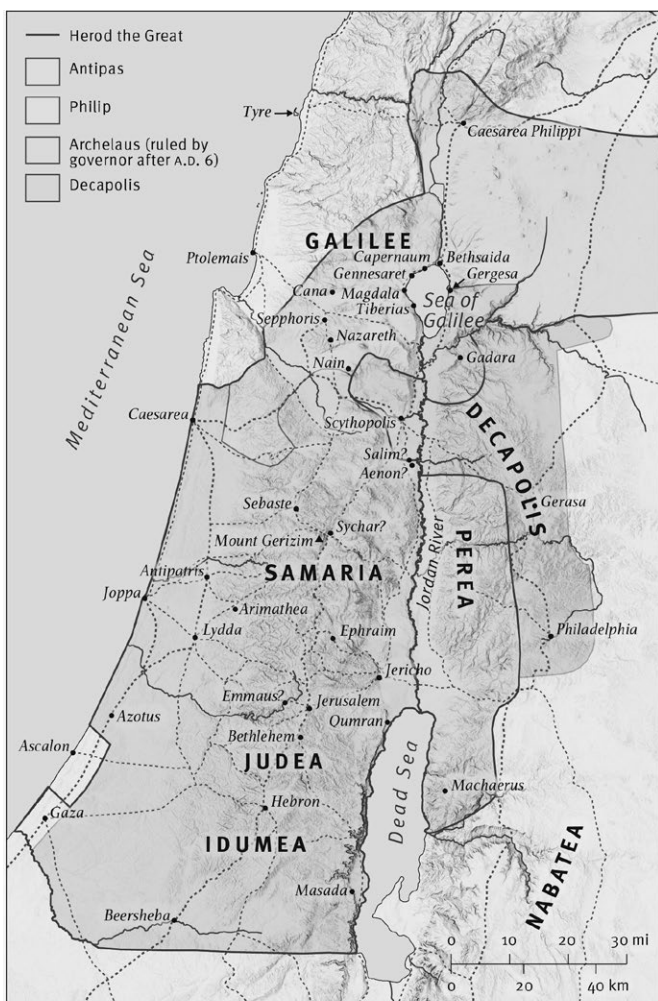 Herod the Great
Antipas
Philip
Archelaus (ruled by
governor after A.D. 6)
Decapolis
Tyre
Caesarea Philippi
Mediterranean Sea
Ptolemais
GALILEE
Capernaum
Bethsaida
Gennesaret
Gergesa
Cana
Magdala
Sea of
Galilee
Tiberias
Sepphoris
Nazareth
Nain
Gadara
Caesarea
Scythopolis
DECAPOLIS
Salim?
Aenon?
Sebaste
Gerasa
Sychar?
Mount Gerizim
Jordan River
PEREA
SAMARIA
Antipatris
Joppa
Arimathea
Lydda
Ephraim
Philadelphia
Jericho
Emmaus?
Jerusalem
Qumran
Azotus
Bethlehem
Ascalon
JUDEA
Dead Sea
Machaerus
Gaza
Hebron
IDUMEA
NABATEA
Masada
Beersheba
0 10 20 30 mi
0 20 40 km